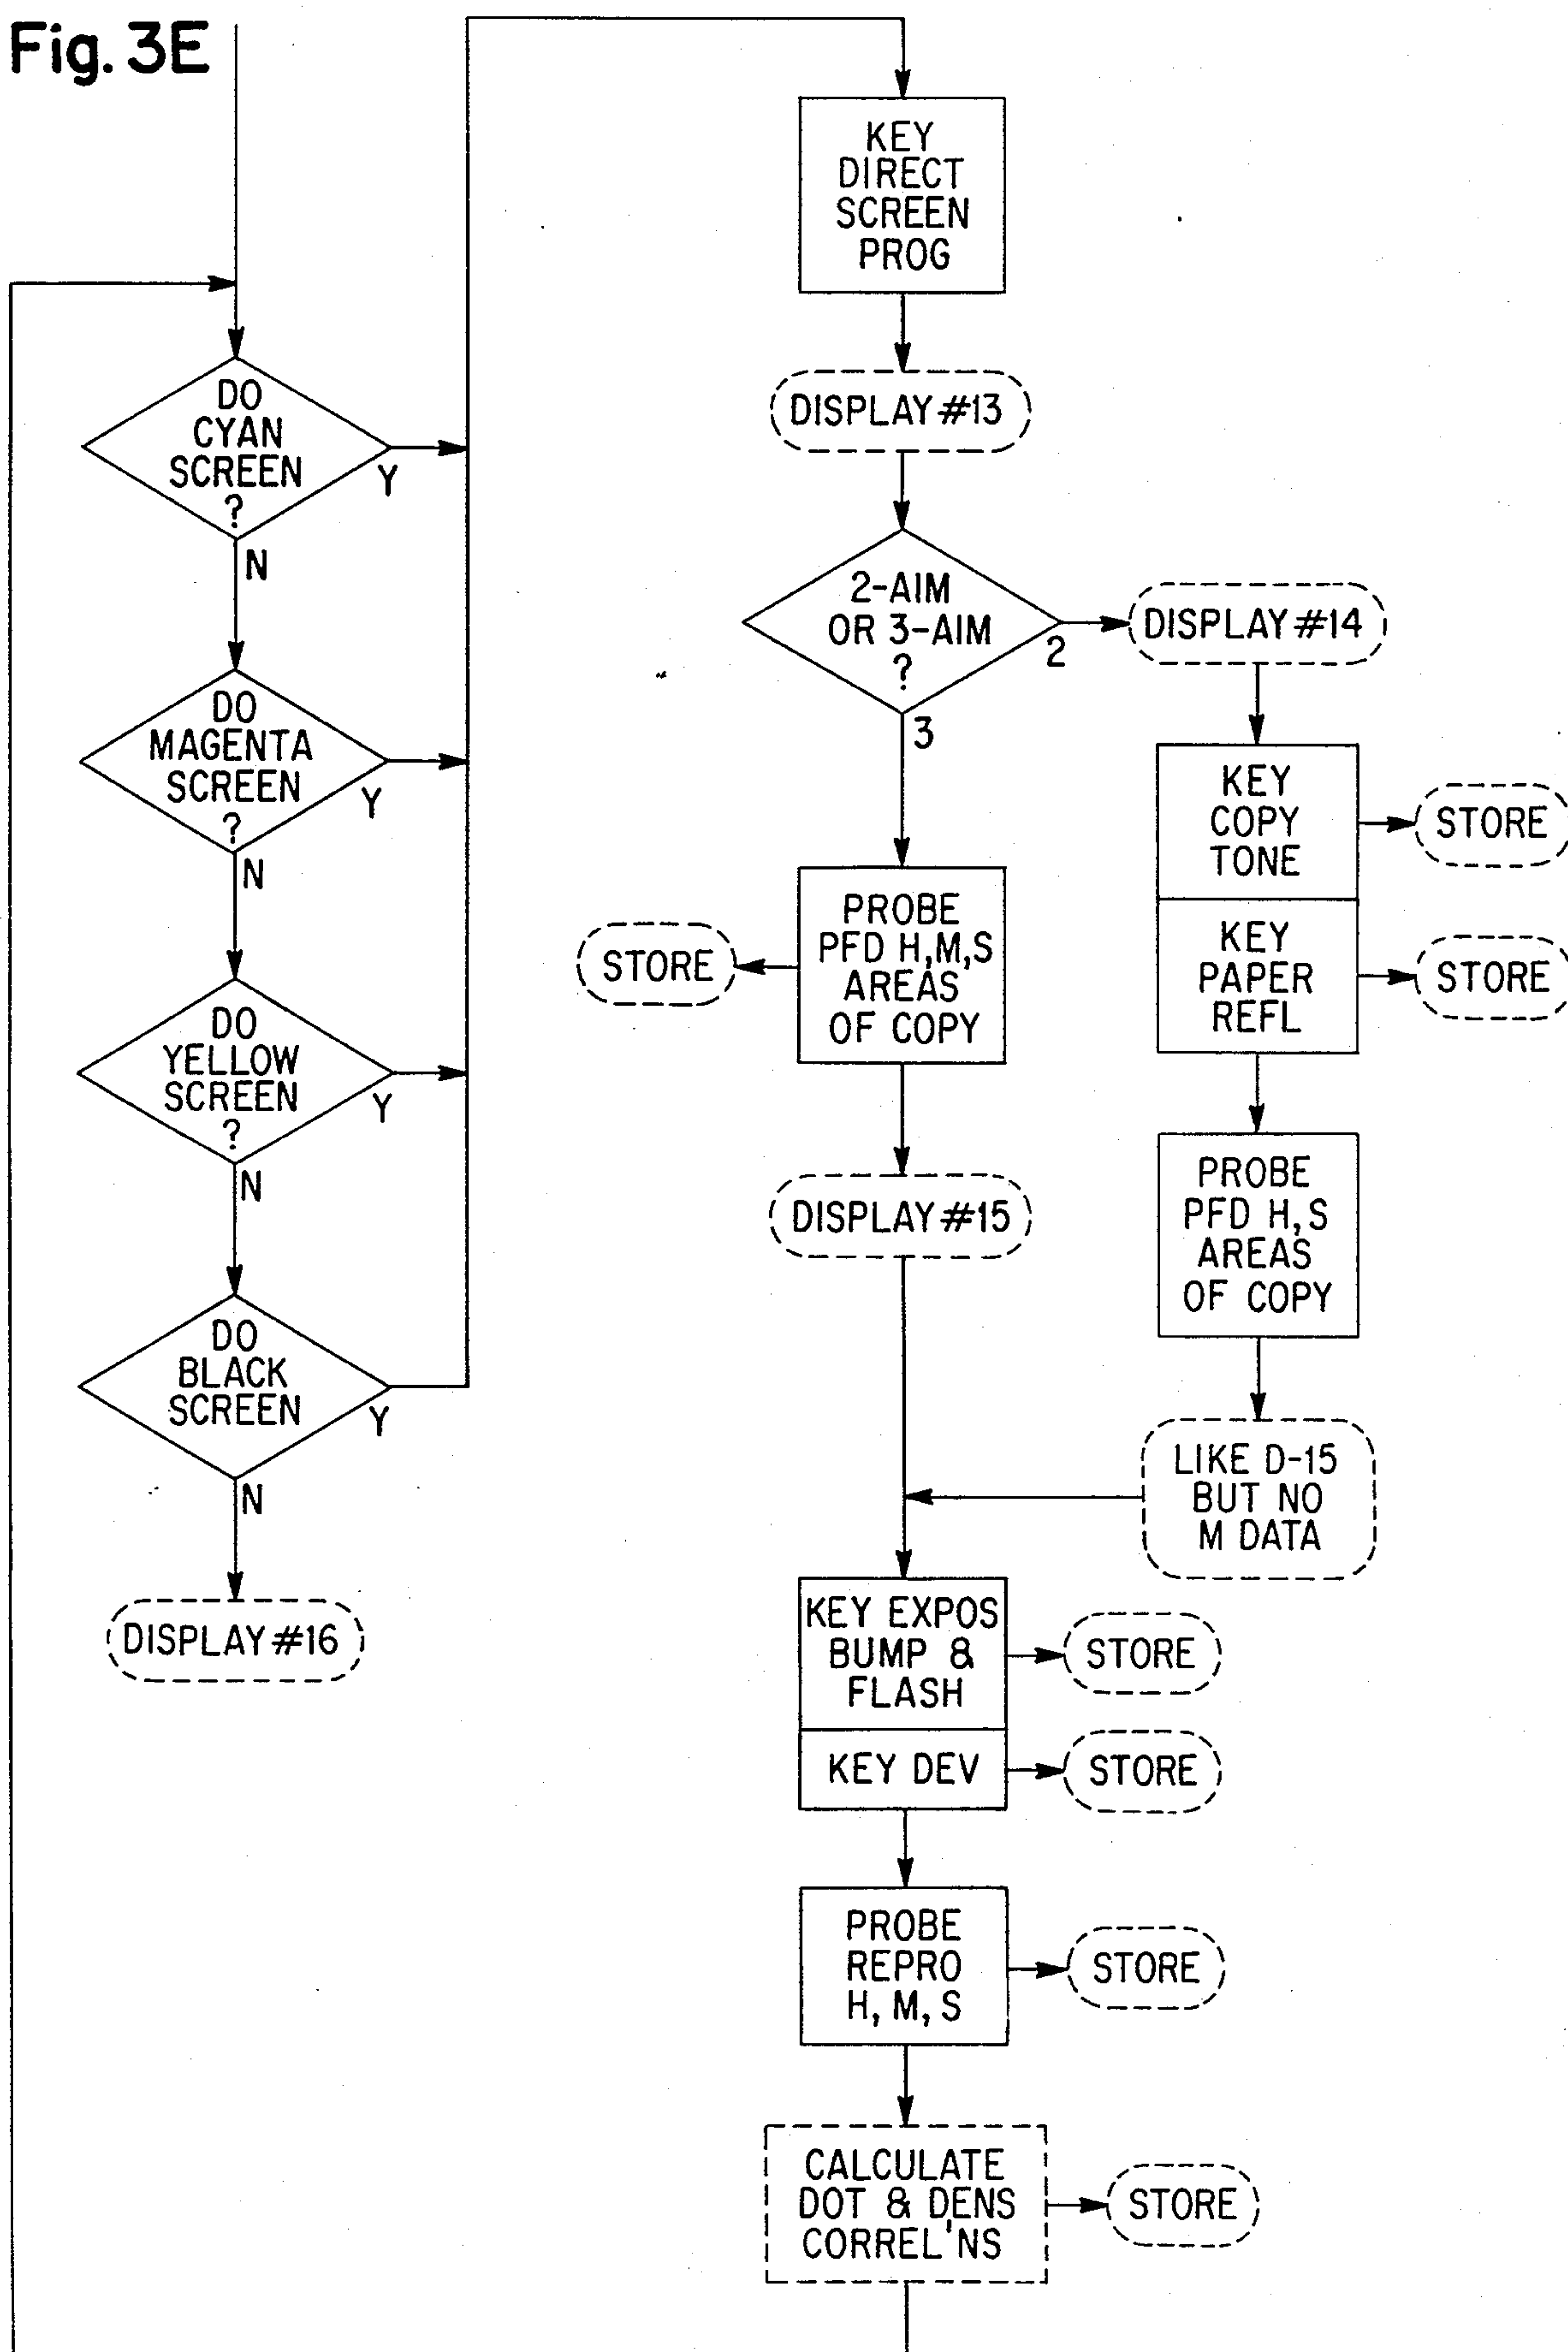 Fig. 3E
DO
CYAN
SCREEN
?
Y
N
DO
MAGENTA
SCREEN
?
Y
N
DO
YELLOW
SCREEN
?
Y
N
DO
BLACK
SCREEN
Y
N
DISPLAY #16
KEY
DIRECT
SCREEN
PROG
DISPLAY #13
2-AIM
OR 3-AIM
?
2
3
DISPLAY #14
KEY
COPY
TONE
STORE
KEY
PAPER
REFL
STORE
PROBE
PFD H,S
AREAS
OF COPY
LIKE D-15
BUT NO
M DATA
PROBE
PFD H,M,S
AREAS
OF COPY
STORE
DISPLAY #15
KEY EXPOS
BUMP &
FLASH
STORE
KEY DEV
STORE
PROBE
REPRO
H, M, S
STORE
CALCULATE
DOT & DENS
CORREL'NS
STORE